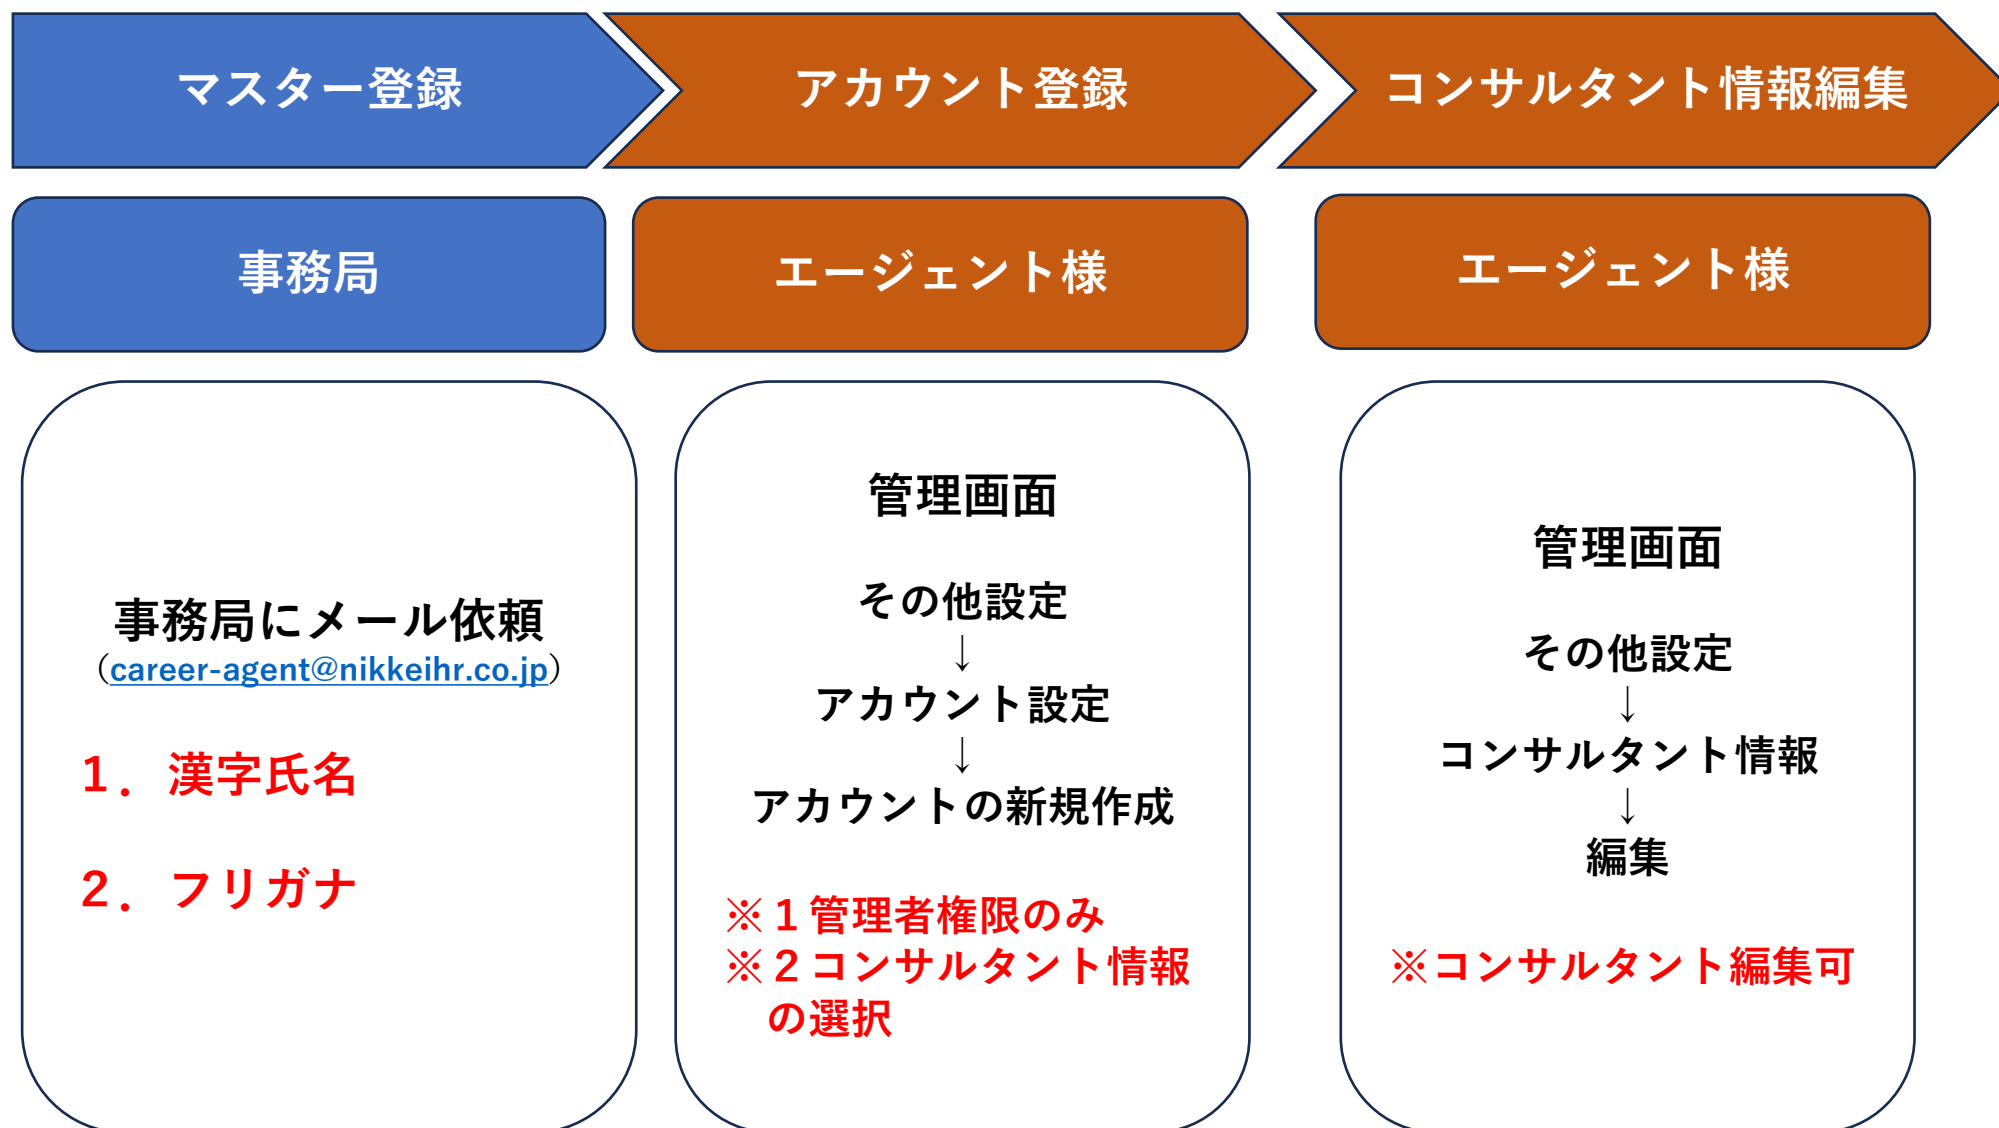 マスター登録
アカウント登録
コンサルタント情報編集
事務局
エージェント様
エージェント様
事務局にメール依頼
（career-agent@nikkeihr.co.jp）
1．漢字氏名
2．フリガナ
管理画面
その他設定
↓
アカウント設定
↓
アカウントの新規作成
※１管理者権限のみ
※２コンサルタント情報
の選択
管理画面
その他設定
↓
コンサルタント情報
↓
編集
※コンサルタント編集可